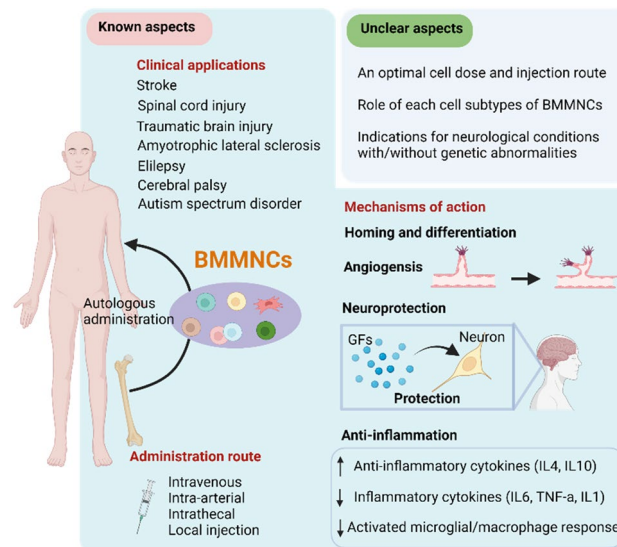 Known aspects
Clinical applications
Stroke
Spinal cord injury
Traumatic brain injury
Amyotrophic lateral sclerosis
Elilepsy
Cerebral palsy
Autism spectrum disorder
BMMNCs
Autologous
administration
Administration route
Intravenous
Intra-arterial
Intrathecal
Local injection
Unclear aspects
An optimal cell dose and injection route
Role of each cell subtypes of BMMNCs
Indications for neurological conditions
with/without genetic abnormalities
Mechanisms of action
Homing and differentiation
Angiogensis
Neuroprotection
GFs
Neuron
Protection
Anti-inflammation
↑ Anti-inflammatory cytokines (IL4, IL10)
↓ Inflammatory cytokines (IL6, TNF-a, IL1)
↓ Activated microglial/macrophage response